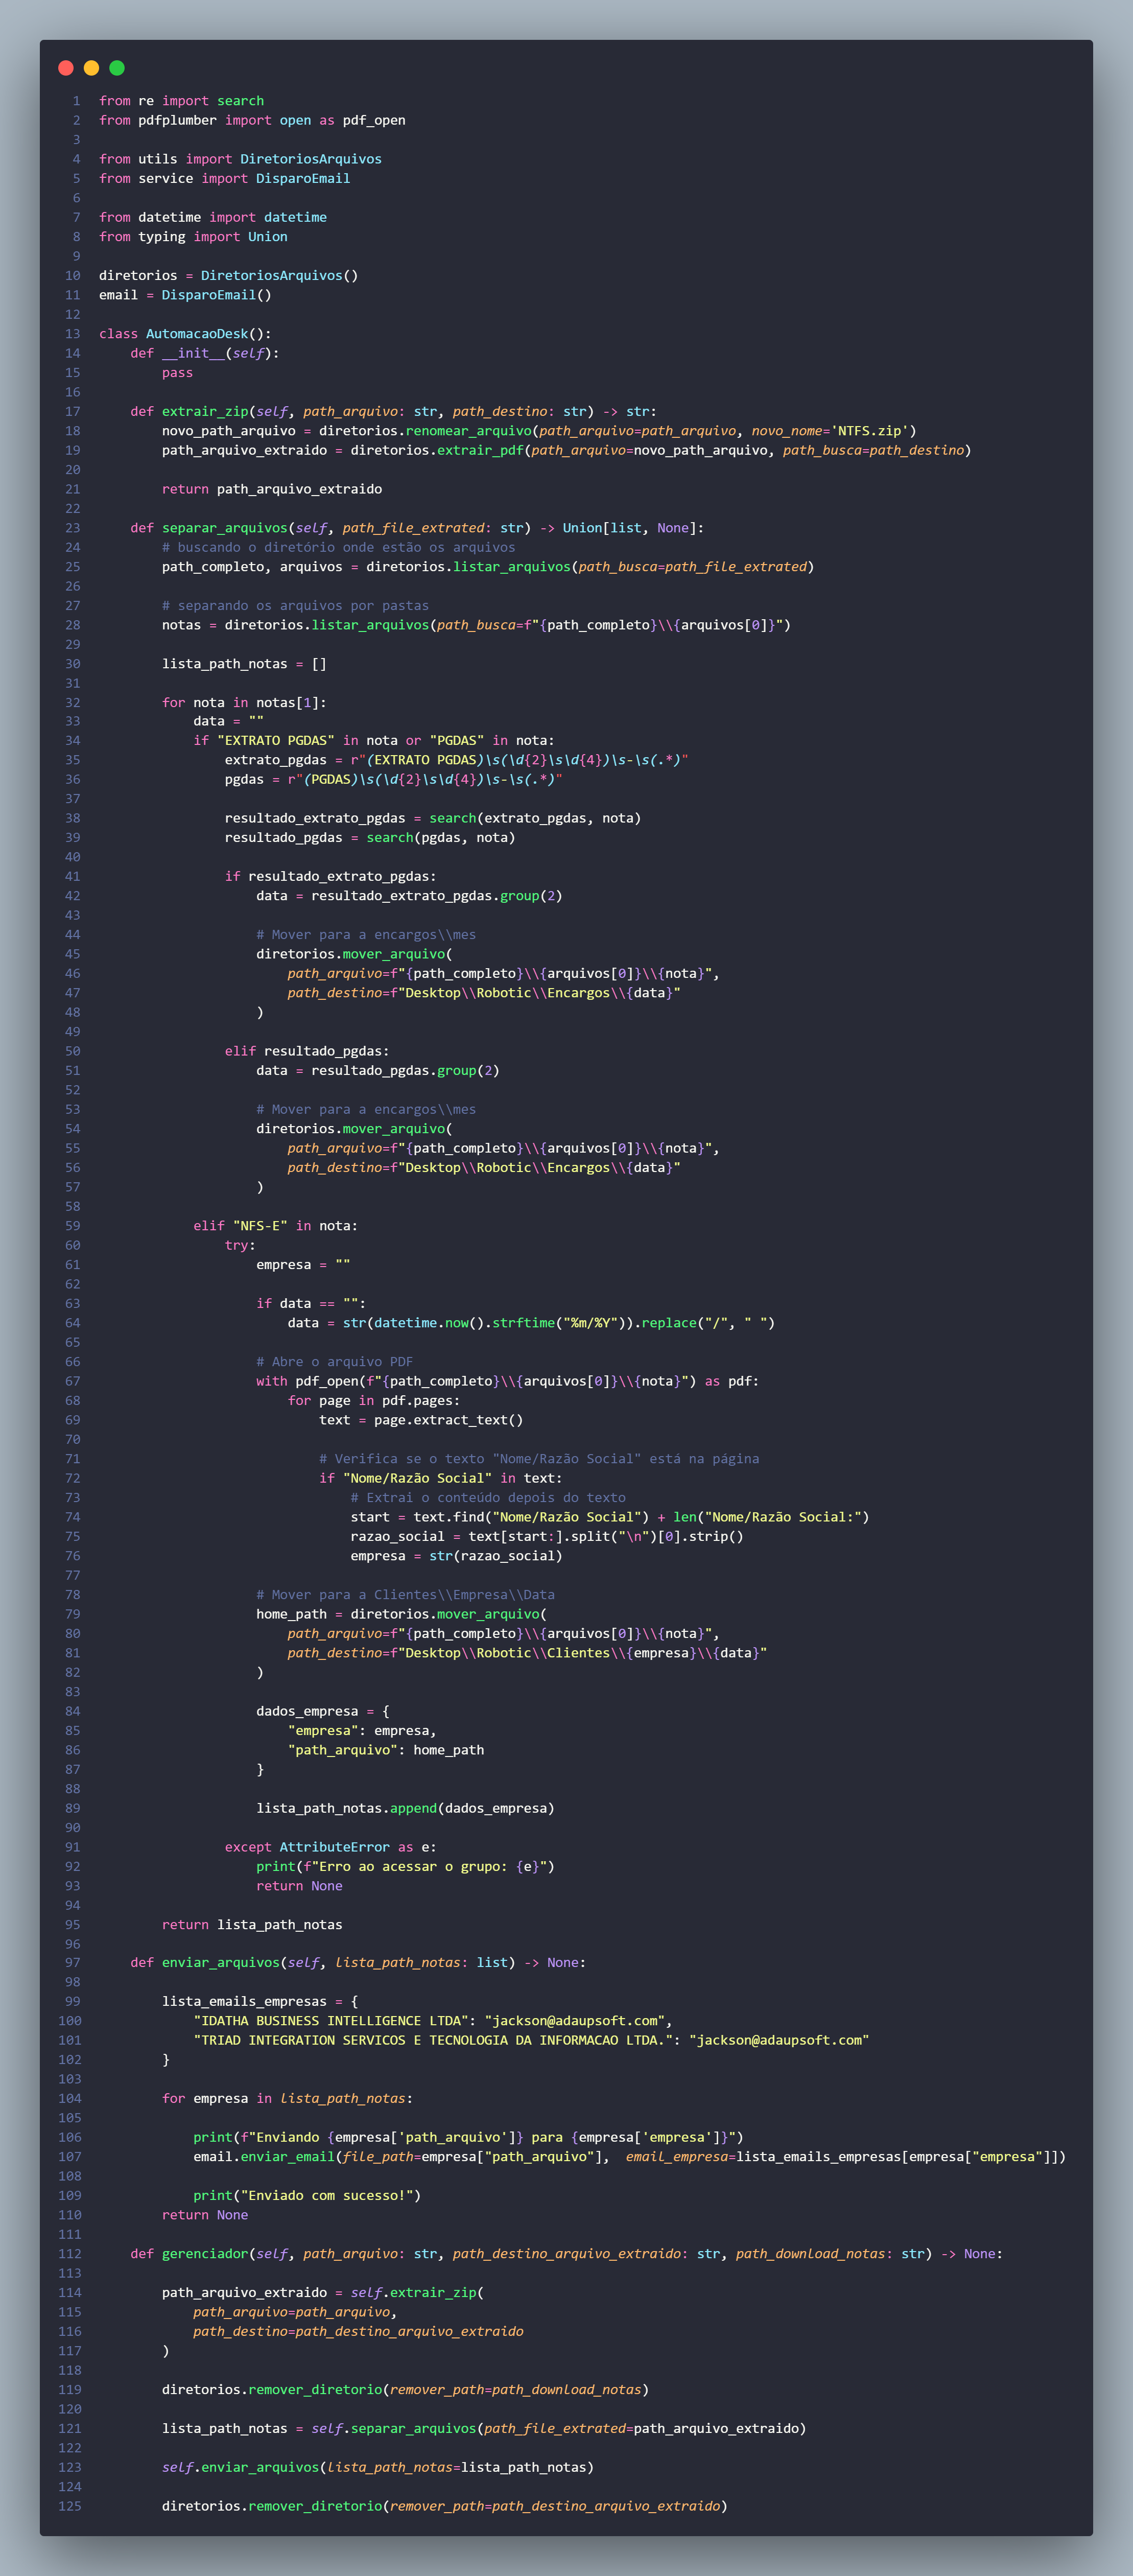 1 from re import search
2 from pdfplumber import open as pdf_open
3
4 from utils import DiretoriosArquivos
5 from service import DisparoEmail
6
7 from datetime import datetime
8 from typing import Union
9
10 diretorios = DiretoriosArquivos()
11 email = DisparoEmail()
12
13 class AutomacaoDesk():
14     def __init__(self):
15         pass
16
17     def extrair_zip(self, path_arquivo: str, path_destino: str) -> str:
18         novo_path_arquivo = diretorios.renomear_arquivo(path_arquivo=path_arquivo, novo_nome='NTFS.zip')
19         path_arquivo_extraido = diretorios.extrair_pdf(path_arquivo=novo_path_arquivo, path_busca=path_destino)
20
21         return path_arquivo_extraido
22
23     def separar_arquivos(self, path_file_extrated: str) -> Union[list, None]:
24         # buscando o diretório onde estão os arquivos
25         path_completo, arquivos = diretorios.listar_arquivos(path_busca=path_file_extrated)
26
27         # separando os arquivos por pastas
28         notas = diretorios.listar_arquivos(path_busca=f"{path_completo}\\{arquivos[0]}")
29
30         lista_path_notas = []
31
32         for nota in notas[1]:
33             data = ""
34             if "EXTRATO PGDAS" in nota or "PGDAS" in nota:
35                 extrato_pgdas = r"(EXTRATO PGDAS)\s(\d{2}\s\d{4})\s-\s(.*)"
36                 pgdas = r"(PGDAS)\s(\d{2}\s\d{4})\s-\s(.*)"
37
38                 resultado_extrato_pgdas = search(extrato_pgdas, nota)
39                 resultado_pgdas = search(pgdas, nota)
40
41                 if resultado_extrato_pgdas:
42                     data = resultado_extrato_pgdas.group(2)
43
44                     # Mover para a encargos\\mes
45                     diretorios.mover_arquivo(
46                         path_arquivo=f"{path_completo}\\{arquivos[0]}\\{nota}",
47                         path_destino=f"Desktop\\Robotic\\Encargos\\{data}"
48                     )
49
50                 elif resultado_pgdas:
51                     data = resultado_pgdas.group(2)
52
53                     # Mover para a encargos\\mes
54                     diretorios.mover_arquivo(
55                         path_arquivo=f"{path_completo}\\{arquivos[0]}\\{nota}",
56                         path_destino=f"Desktop\\Robotic\\Encargos\\{data}"
57                     )
58
59             elif "NFS-E" in nota:
60                 try:
61                     empresa = ""
62
63                     if data == "":
64                         data = str(datetime.now().strftime("%m/%Y")).replace("/", " ")
65
66                     # Abre o arquivo PDF
67                     with pdf_open(f"{path_completo}\\{arquivos[0]}\\{nota}") as pdf:
68                         for page in pdf.pages:
69                             text = page.extract_text()
70
71                             # Verifica se o texto "Nome/Razão Social" está na página
72                             if "Nome/Razão Social" in text:
73                                 # Extrai o conteúdo depois do texto
74                                 start = text.find("Nome/Razão Social") + len("Nome/Razão Social:")
75                                 razao_social = text[start:].split("\n")[0].strip()
76                                 empresa = str(razao_social)
77
78                     # Mover para a Clientes\\Empresa\\Data
79                     home_path = diretorios.mover_arquivo(
80                         path_arquivo=f"{path_completo}\\{arquivos[0]}\\{nota}",
81                         path_destino=f"Desktop\\Robotic\\Clientes\\{empresa}\\{data}"
82                     )
83
84                     dados_empresa = {
85                         "empresa": empresa,
86                         "path_arquivo": home_path
87                     }
88
89                     lista_path_notas.append(dados_empresa)
90
91                 except AttributeError as e:
92                     print(f"Erro ao acessar o grupo: {e}")
93                     return None
94
95         return lista_path_notas
96
97     def enviar_arquivos(self, lista_path_notas: list) -> None:
98
99         lista_emails_empresas = {
100             "IDATHA BUSINESS INTELLIGENCE LTDA": "jackson@adaupsoft.com",
101             "TRIAD INTEGRATION SERVICOS E TECNOLOGIA DA INFORMACAO LTDA.": "jackson@adaupsoft.com"
102         }
103
104         for empresa in lista_path_notas:
105
106             print(f"Enviando {empresa['path_arquivo']} para {empresa['empresa']}")
107             email.enviar_email(file_path=empresa["path_arquivo"],  email_empresa=lista_emails_empresas[empresa["empresa"]])
108
109             print("Enviado com sucesso!")
110         return None
111
112     def gerenciador(self, path_arquivo: str, path_destino_arquivo_extraido: str, path_download_notas: str) -> None:
113
114         path_arquivo_extraido = self.extrair_zip(
115             path_arquivo=path_arquivo,
116             path_destino=path_destino_arquivo_extraido
117         )
118
119         diretorios.remover_diretorio(remover_path=path_download_notas)
120
121         lista_path_notas = self.separar_arquivos(path_file_extrated=path_arquivo_extraido)
122
123         self.enviar_arquivos(lista_path_notas=lista_path_notas)
124
125         diretorios.remover_diretorio(remover_path=path_destino_arquivo_extraido)